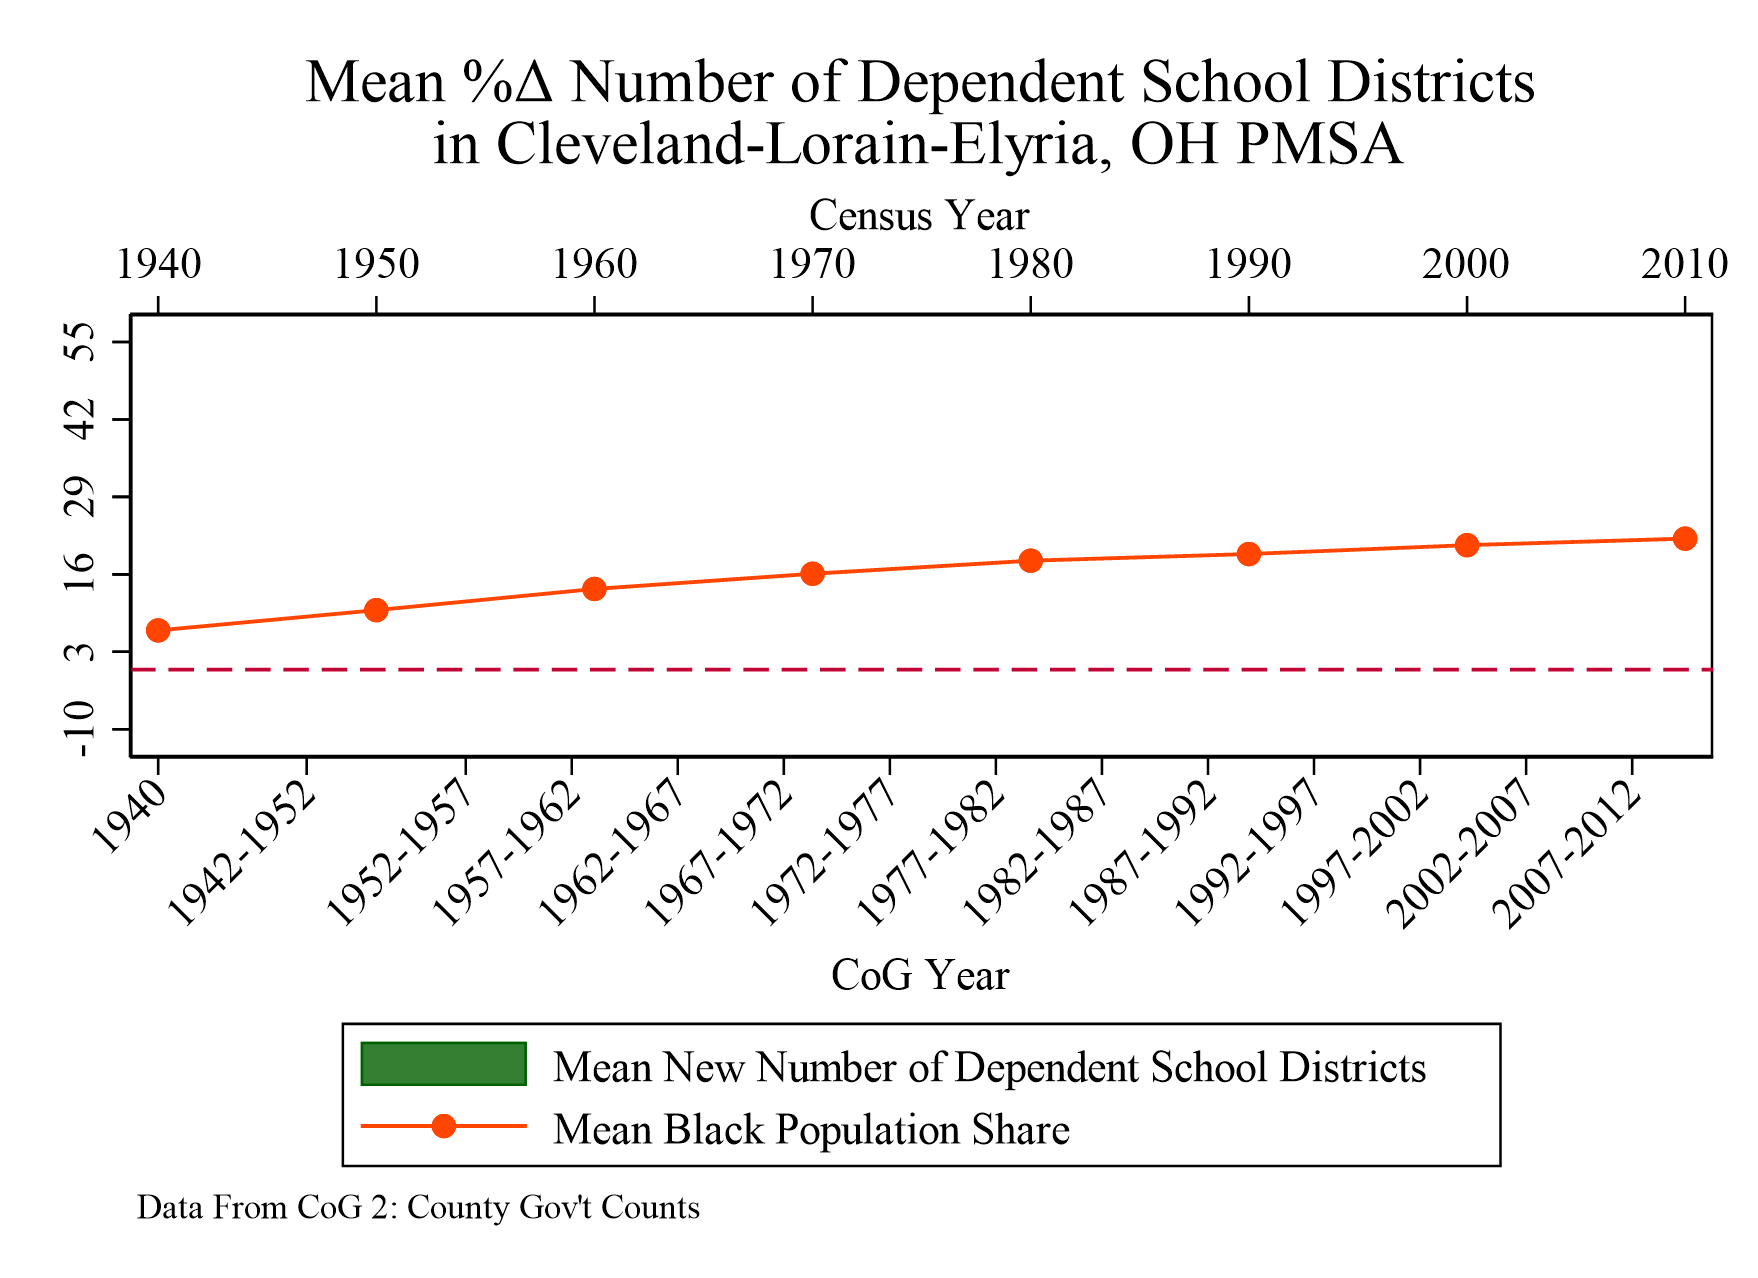 Mean %Δ Number of Dependent School Districts
in Cleveland-Lorain-Elyria, OH PMSA
Census Year
1940 1950 1960 1970 1980 1990 2000 2010
55
42
29
16
3
-10
1940 1942-1952 1952-1957 1957-1962 1962-1967 1967-1972 1972-1977 1977-1982 1982-1987 1987-1992 1992-1997 1997-2002 2002-2007 2007-2012
CoG Year
Mean New Number of Dependent School Districts
Mean Black Population Share
Data From CoG 2: County Gov't Counts